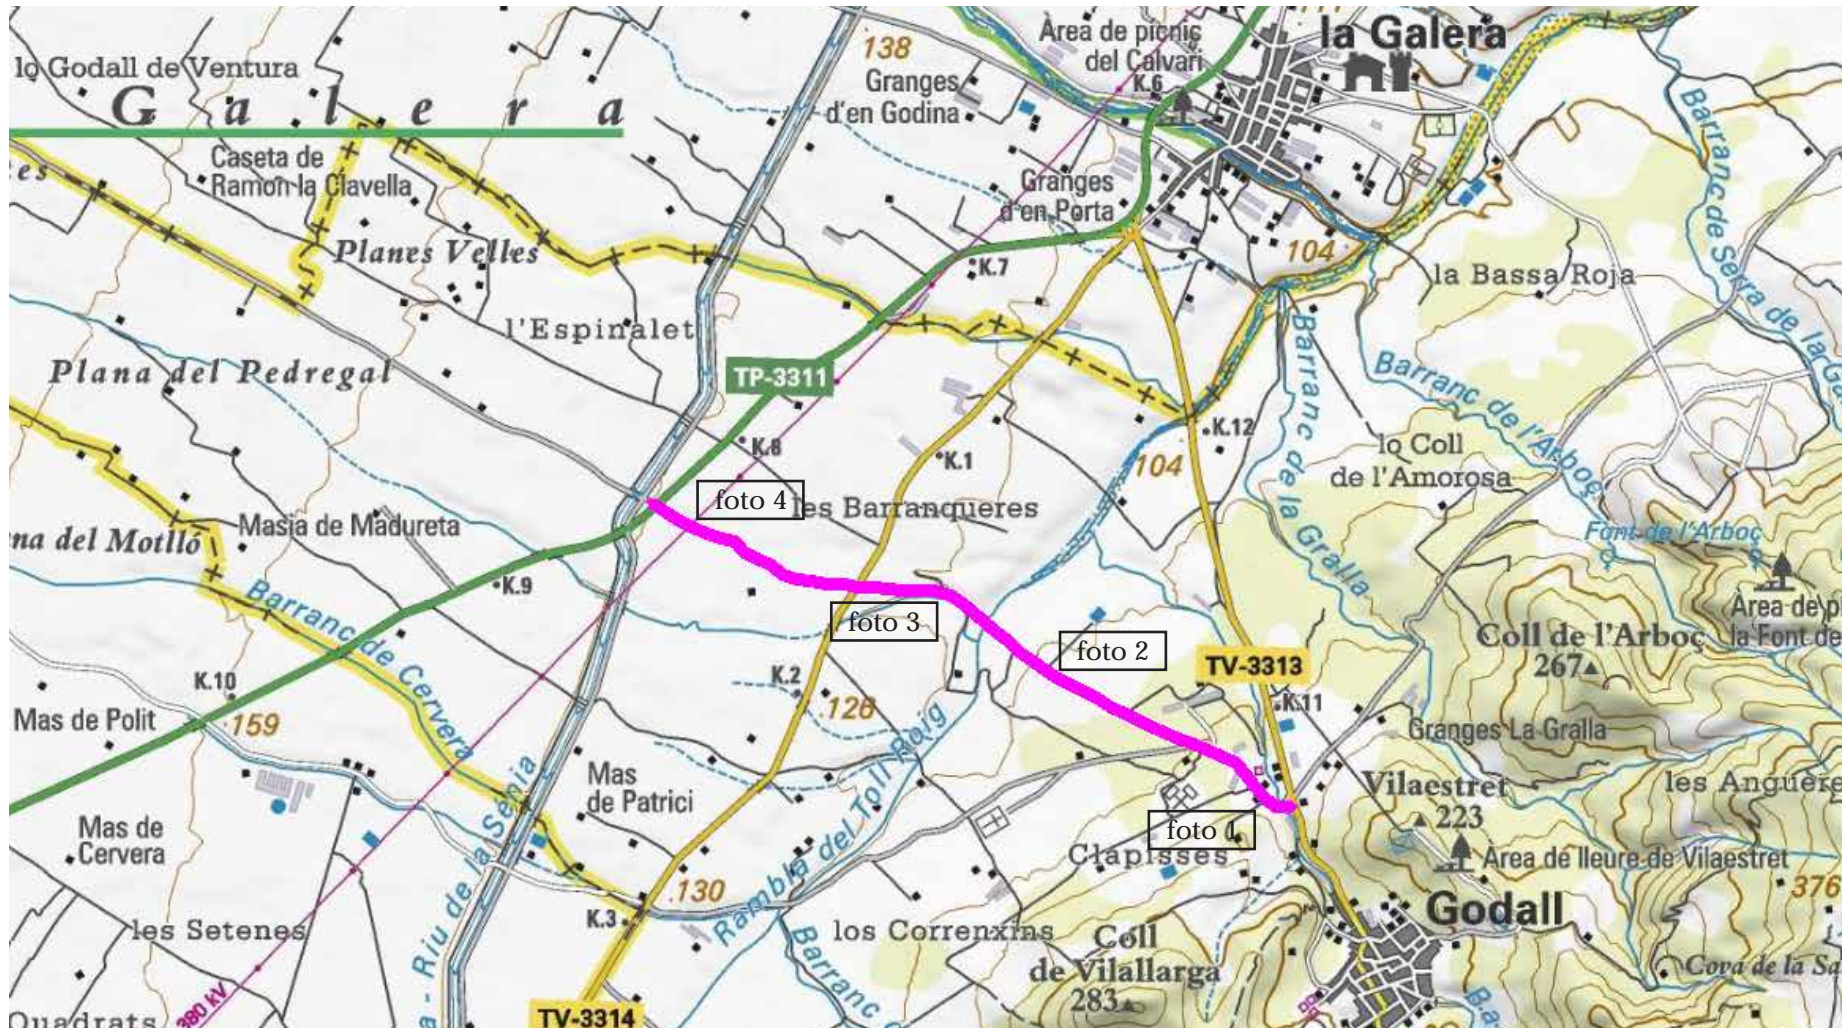 138
Àrea de pícnic
del Calvari
K.6
la Galera
lo Godall de Ventura
Granges
d'en Godina
Galera
es
Caseta de
Ramon la Clavella
Granges
d'en Porta
Planes Velles
K.7
104
la Bassa Roja
Barranc de Serra de la
l'Espinalet
Plana del Pedregal
TP-3311
Barranc de l'Arboç
K.8
K.1
K.12
104
lo Coll
de l'Amorosa
foto 4
les Barranqueres
Masia de Madureta
na del Motlló
Barranc de la Gralla
Font de l'Arboç
K.9
Barranc de Cervera
Àrea de p
la Font de
foto 3
foto 2
Coll de l'Arboç
267
TV-3313
K.10
K.2
126
K.11
Mas de Polit
159
Granges La Gralla
Mas
de Patrici
Vilaestret
223
les Anguere
Mas de
Cervera
foto 1
Clapisses
Àrea de lleure de Vilaestret
Rambla del Toll Roig
130
376
K.3
Godall
les Setenes
a - Riu de la Sénia
los Correnxins
Coll
de Vilallarga
283
Barranc
Cova de la Sa
380 kV
Quadrats
TV-3314
Ba